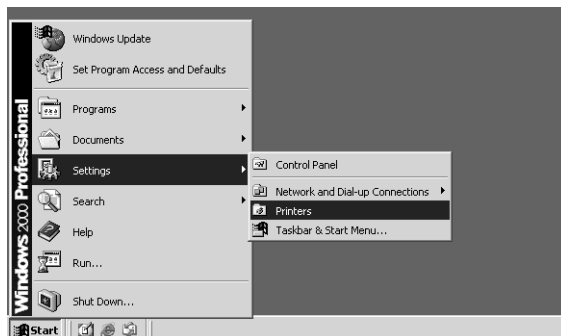 Windows 2000 Professional
Windows Update
Set Program Access and Defaults
Programs
Documents
Settings
Search
Help
Run...
Shut Down...
Control Panel
Network and Dial-up Connections
Printers
Taskbar & Start Menu...
Start